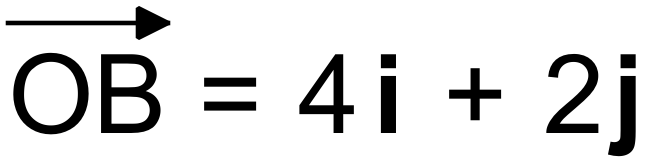 OB = 4i + 2j